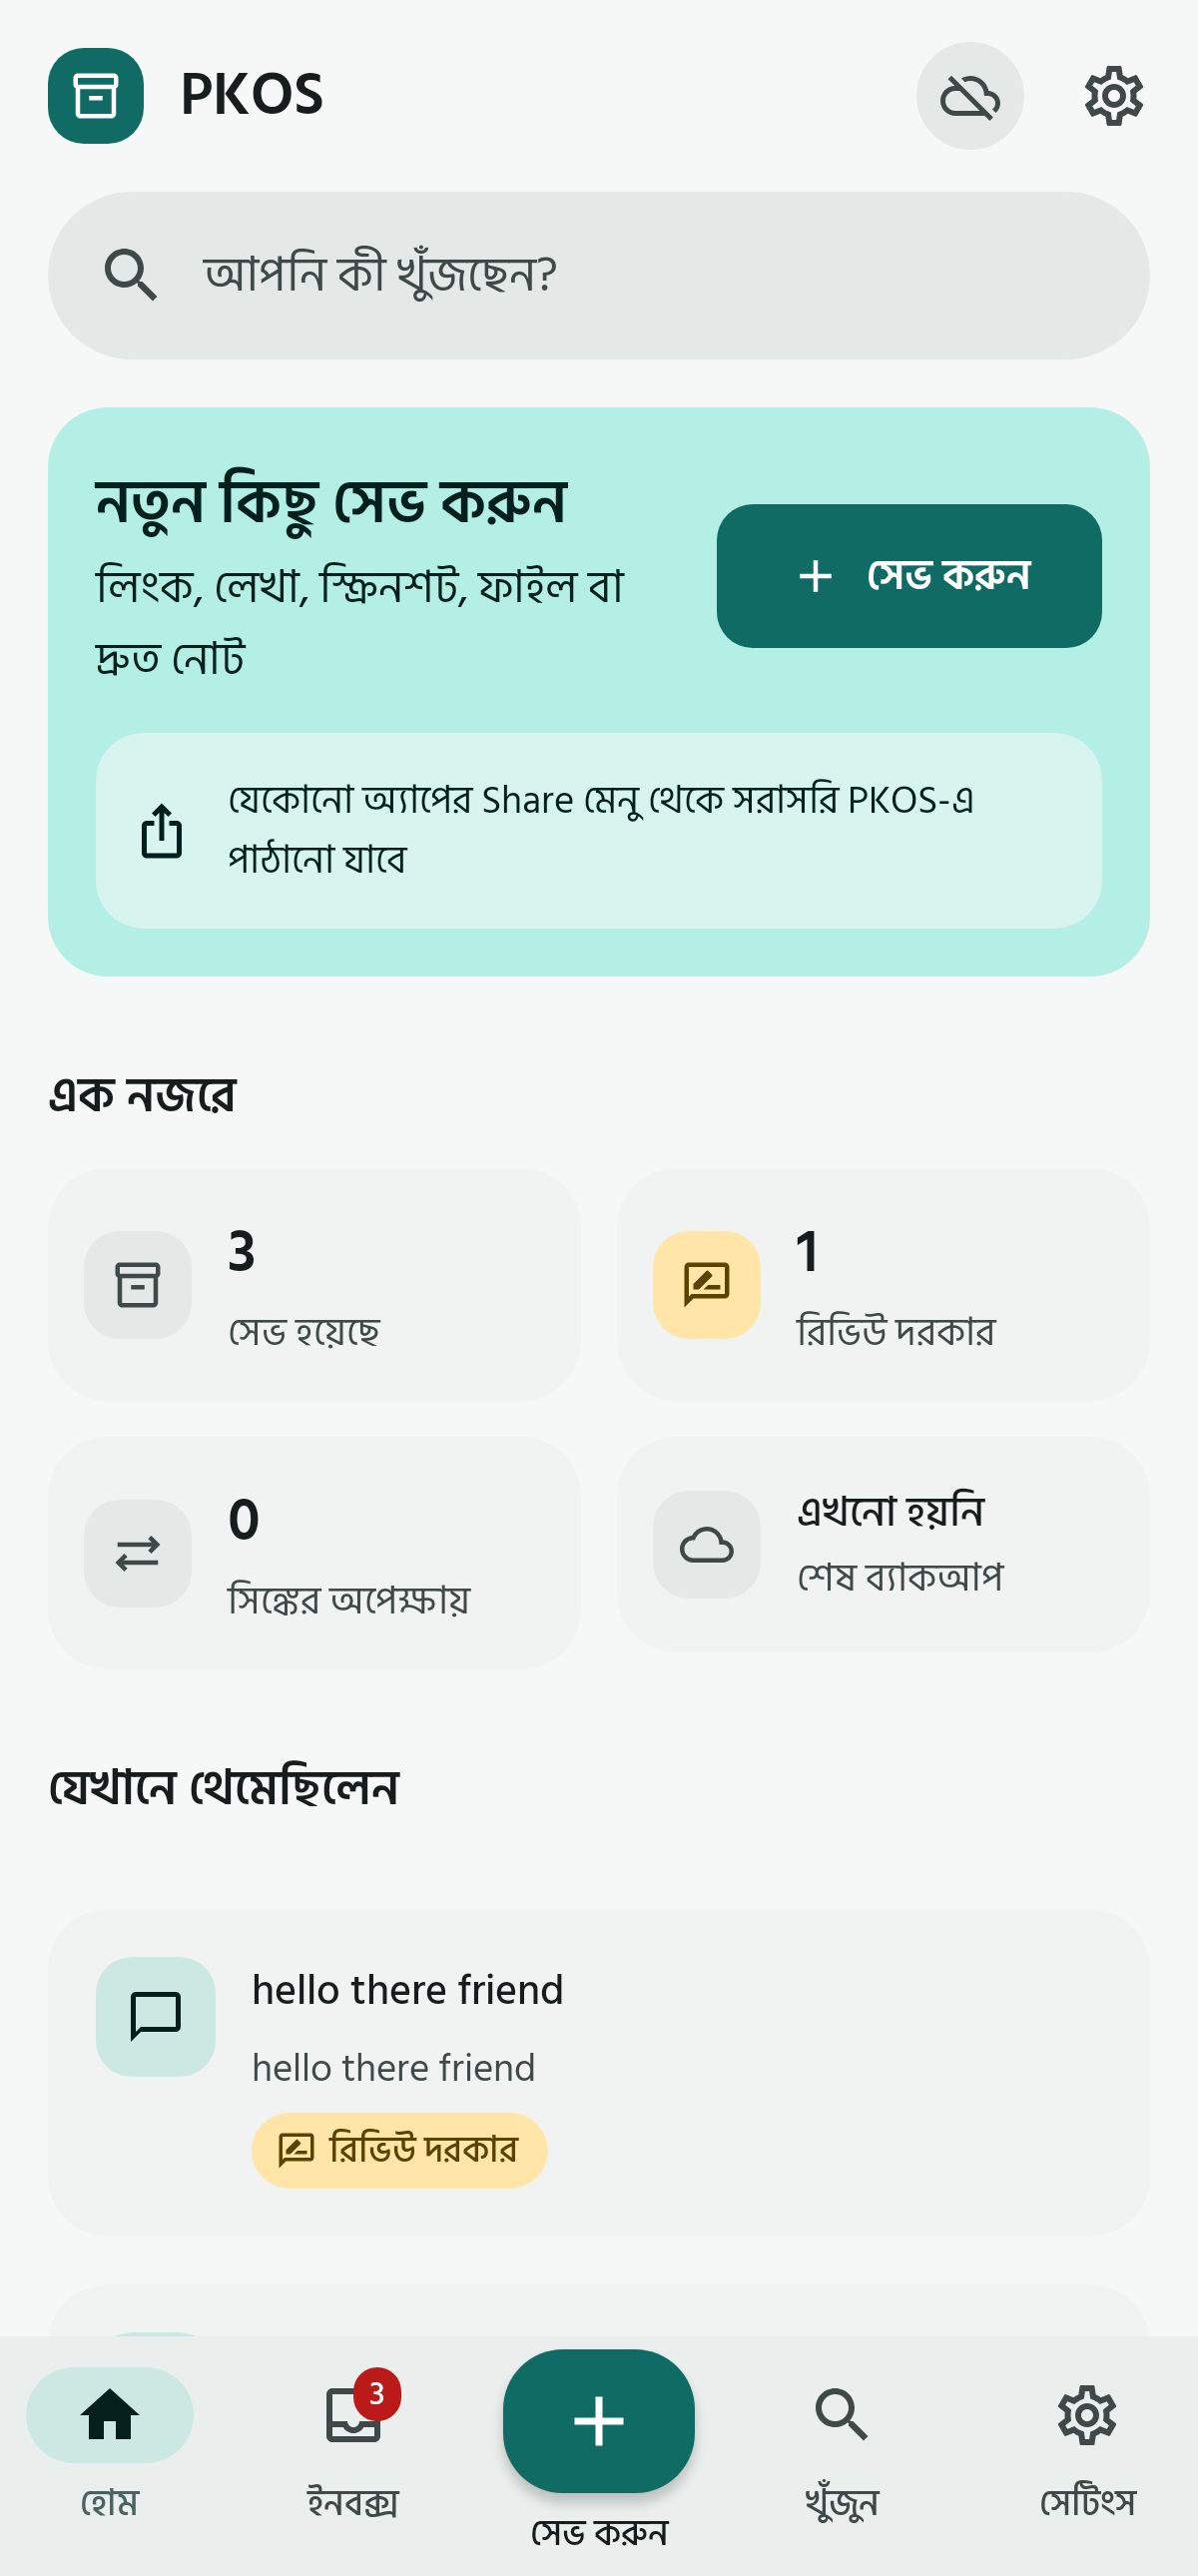 PKOS
আপনি কী খুঁজছেন?
নতুন কিছু সেভ করুন
লিংক, লেখা, স্ক্রিনশট, ফাইল বা
দ্রুত নোট
সেভ করুন
যেকোনো অ্যাপের Share মেনু থেকে সরাসরি PKOS-এ
পাঠানো যাবে
এক নজরে
3
সেভ হয়েছে
1
রিভিউ দরকার
0
সিঙ্কের অপেক্ষায়
এখনো হয়নি
শেষ ব্যাকআপ
যেখানে থেমেছিলেন
hello there friend
hello there friend
রিভিউ দরকার
3
হোম
ইনবক্স
সেভ করুন
খুঁজুন
সেটিংস